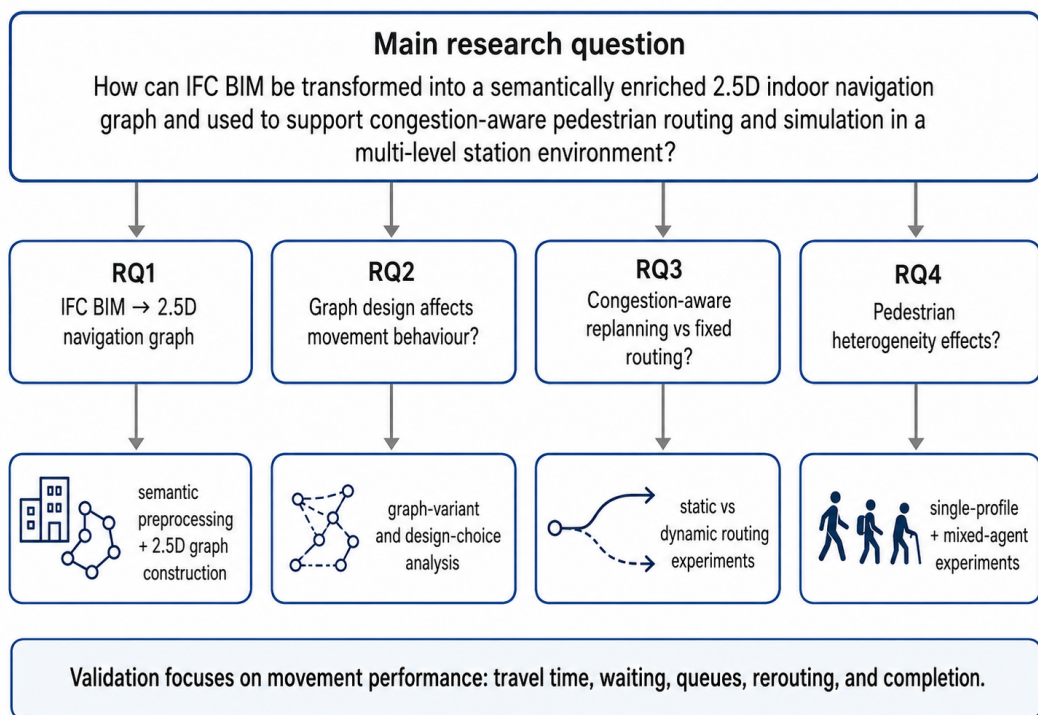 Main research question
How can IFC BIM be transformed into a semantically enriched 2.5D indoor navigation
graph and used to support congestion-aware pedestrian routing and simulation in a
multi-level station environment?
RQ1
IFC BIM → 2.5D
navigation graph
RQ2
Graph design affects
movement behaviour?
RQ3
Congestion-aware
replanning vs fixed
routing?
RQ4
Pedestrian
heterogeneity effects?
semantic
preprocessing
+ 2.5D graph
construction
graph-variant
and design-choice
analysis
static vs
dynamic routing
experiments
single-profile
+ mixed-agent
experiments
Validation focuses on movement performance: travel time, waiting, queues, rerouting, and completion.